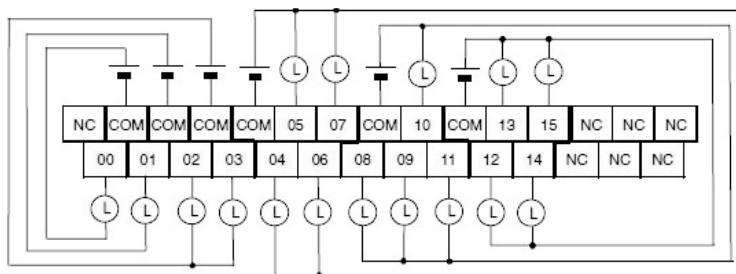 L L L L L
NC COM COM COM COM 05 07 COM 10 COM 13 15 NC NC NC
00 01 02 03 04 06 08 09 11 12 14 NC NC NC
L L L L L L L L L L L